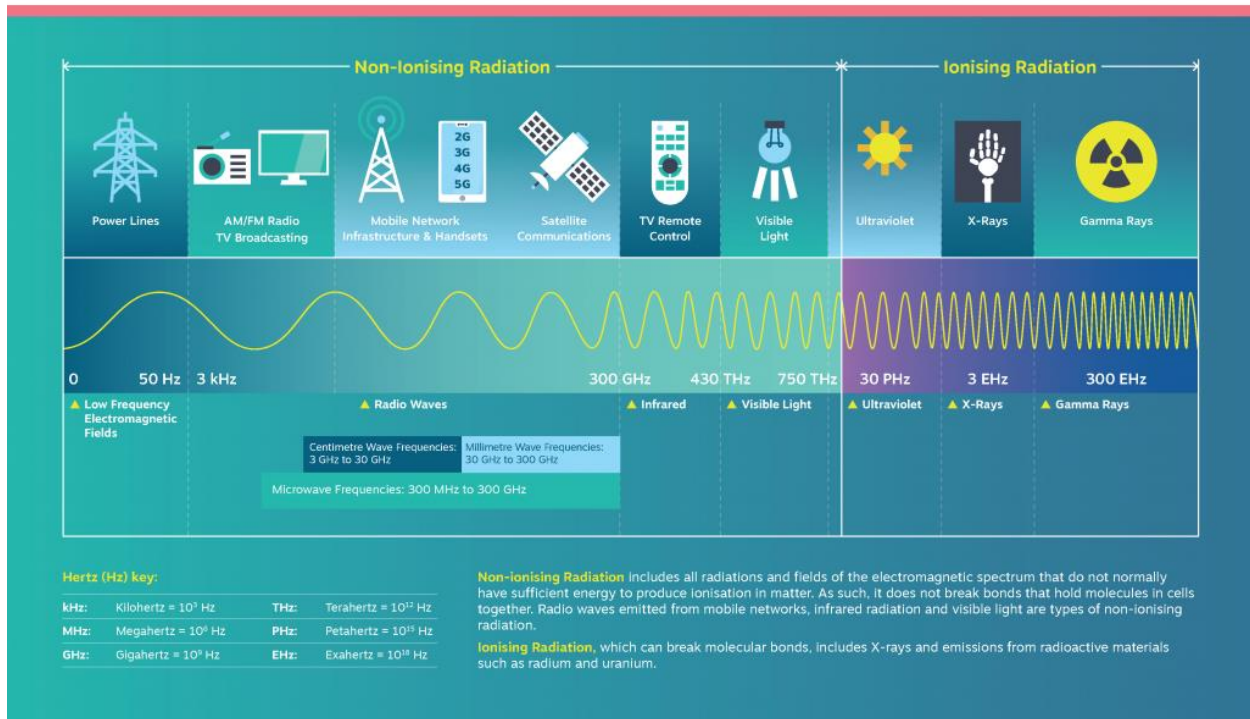 Non-Ionising Radiation
Ionising Radiation
2G
3G
4G
5G
Power Lines
AM/FM Radio
TV Broadcasting
Mobile Network
Infrastructure & Handsets
Satellite
Communications
TV Remote
Control
Visible
Light
Ultraviolet
X-Rays
Gamma Rays
0
50 Hz
3 kHz
300 GHz
430 THz
750 THz
30 PHz
3 EHz
300 EHz
Low Frequency
Electromagnetic
Fields
Radio Waves
Infrared
Visible Light
Ultraviolet
X-Rays
Gamma Rays
Centimetre Wave Frequencies:
3 GHz to 30 GHz
Millimetre Wave Frequencies:
30 GHz to 300 GHz
Microwave Frequencies: 300 MHz to 300 GHz
Hertz (Hz) key:
kHz: Kilohertz = 10³ Hz
THz: Terahertz = 10¹² Hz
MHz: Megahertz = 10⁶ Hz
PHz: Petahertz = 10¹⁵ Hz
GHz: Gigahertz = 10⁹ Hz
EHz: Exahertz = 10¹⁸ Hz
Non-ionising Radiation includes all radiations and fields of the electromagnetic spectrum that do not normally
have sufficient energy to produce ionisation in matter. As such, it does not break bonds that hold molecules in cells
together. Radio waves emitted from mobile networks, infrared radiation and visible light are types of non-ionising
radiation.
Ionising Radiation, which can break molecular bonds, includes X-rays and emissions from radioactive materials
such as radium and uranium.